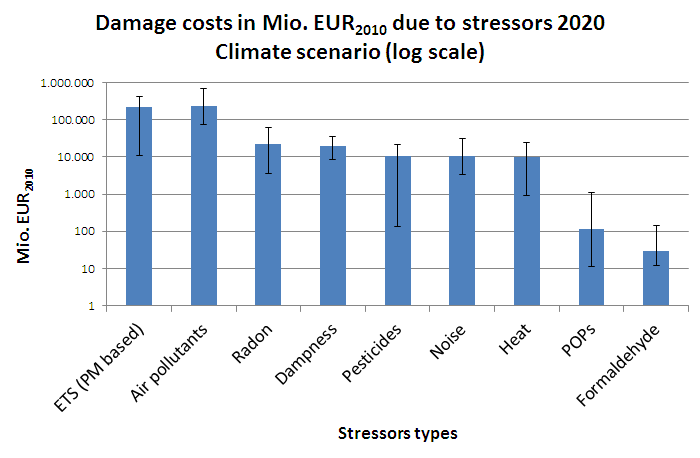 Damage costs in Mio. EUR2010 due to stressors 2020
Climate scenario (log scale)
Mio. EUR2010
1.000.000
100.000
10.000
1.000
100
10
1
ETS (PM based)
Air pollutants
Radon
Dampness
Pesticides
Noise
Heat
POPs
Formaldehyde
Stressors types